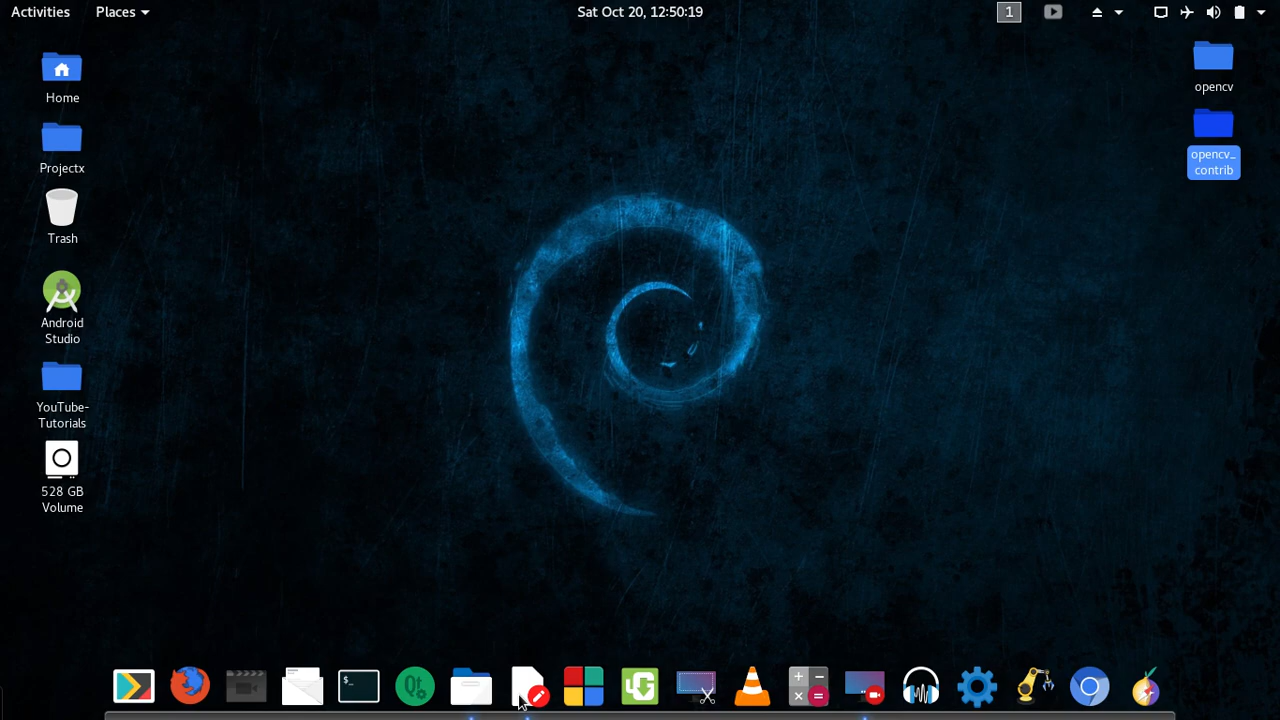 Activities
Places
Sat Oct 20, 12:50:19
1
Home
Projectx
Trash
Android
Studio
YouTube-
Tutorials
528 GB
Volume
opencv
opencv_
contrib
$_
Qt